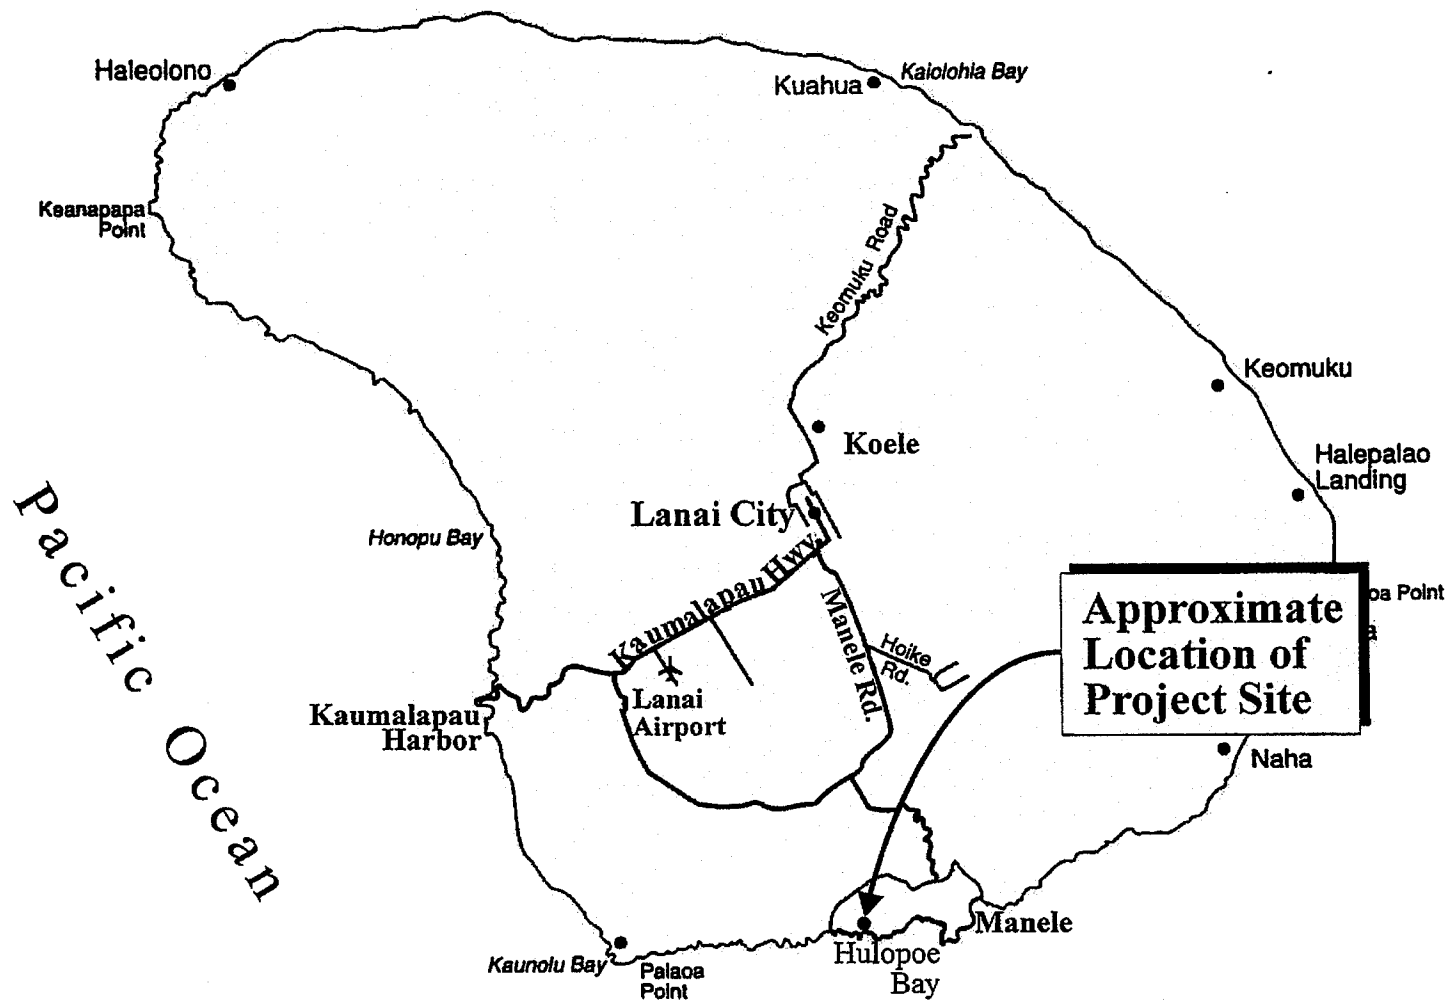 Haleolono
Kuahua
Kaiolohia Bay
Keanapapa
Point
Keomuku Road
Keomuku
Koele
Halepalao
Landing
Lanai City
Honopu Bay
Kaumalapau Hwy.
Manele Rd.
Hoike
Rd.
Approximate
Location of
Project Site
oa Point
a
Lanai
Airport
Kaumalapau
Harbor
Naha
Pacific Ocean
Manele
Hulopoe
Bay
Kaunolu Bay
Palaoa
Point